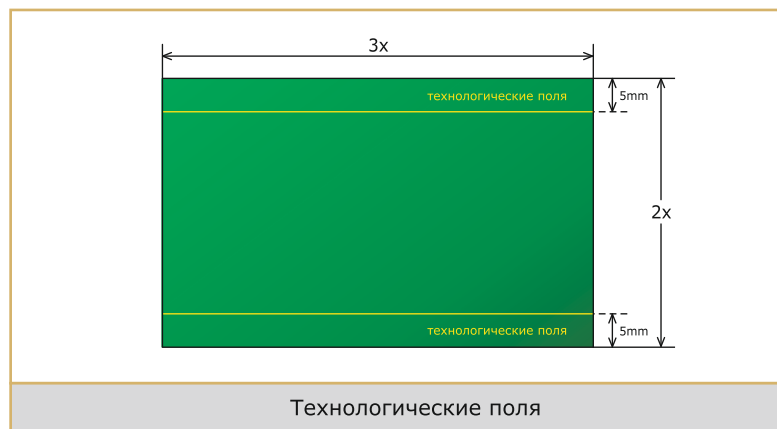 3x
технологические поля
5mm
2x
технологические поля
5mm
Технологические поля